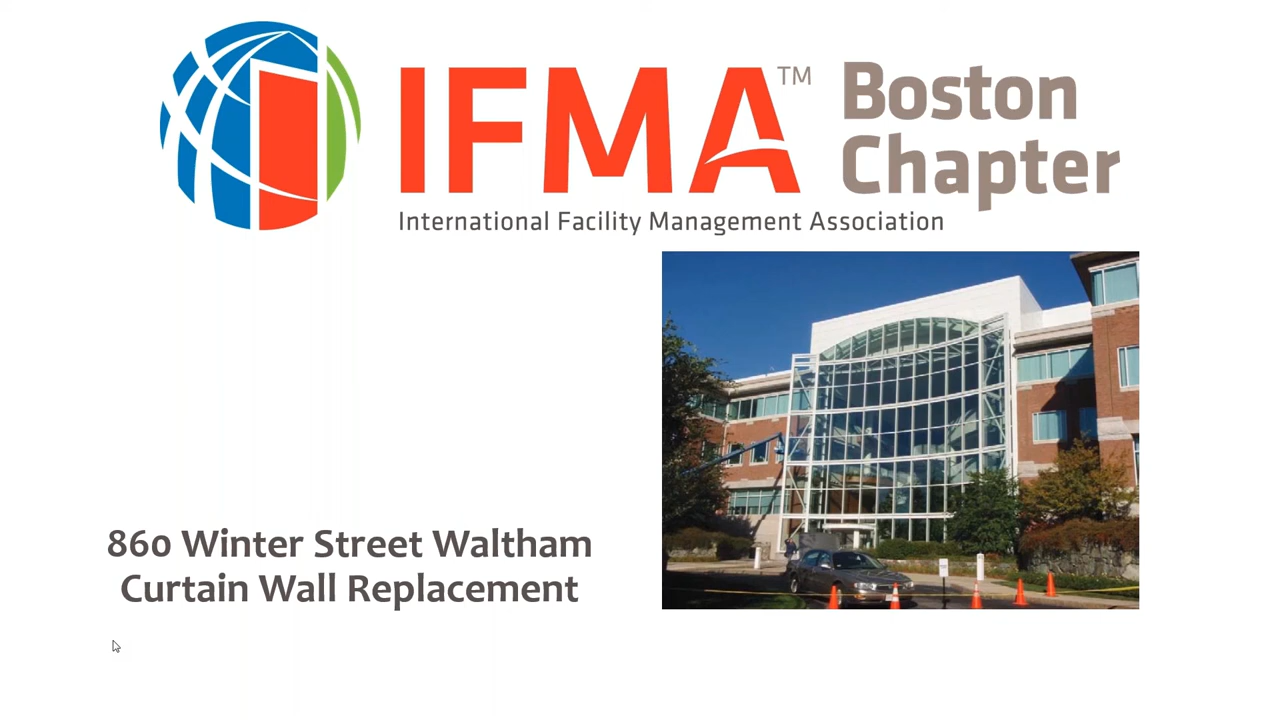 IFMA™ Boston
Chapter
International Facility Management Association
860 Winter Street Waltham
Curtain Wall Replacement